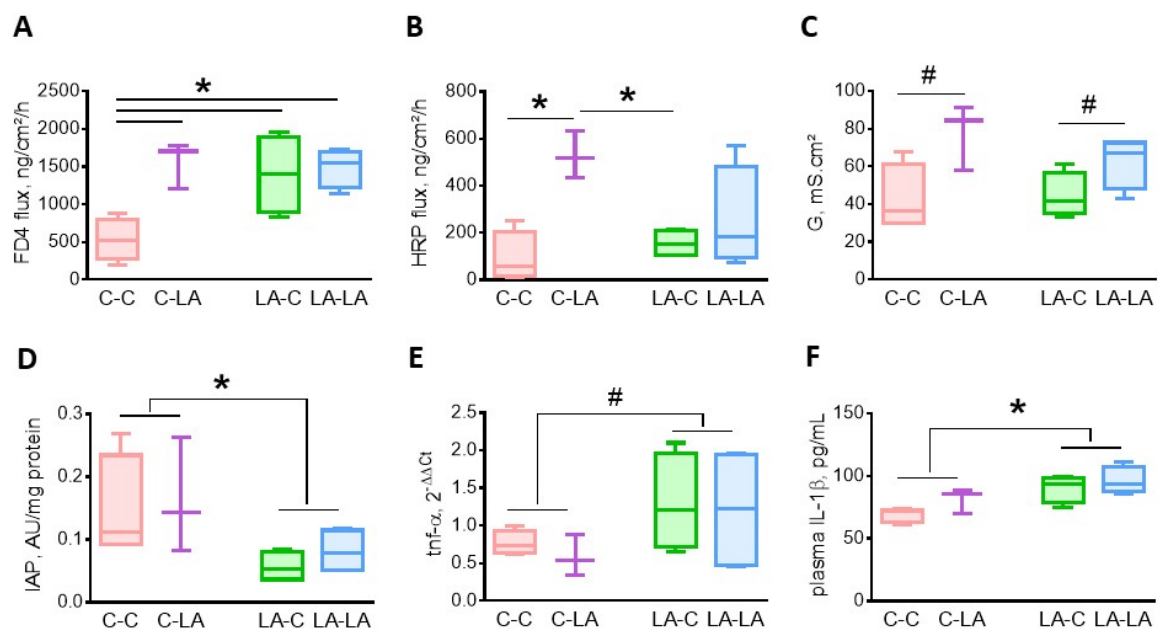 A
B
C
FD4 flux, ng/cm²/h
2500
2000
1500
1000
500
0
*
C-C C-LA LA-C LA-LA
HRP flux, ng/cm²/h
800
600
400
200
0
* *
C-C C-LA LA-C LA-LA
G, mS.cm²
100
80
60
40
20
0
# #
C-C C-LA LA-C LA-LA
D
E
F
IAP, AU/mg protein
0.3
0.2
0.1
0.0
*
C-C C-LA LA-C LA-LA
tnf-α, 2^-ΔΔCt
2.5
2.0
1.5
1.0
0.5
0.0
#
C-C C-LA LA-C LA-LA
plasma IL-1β, pg/mL
150
100
50
0
*
C-C C-LA LA-C LA-LA